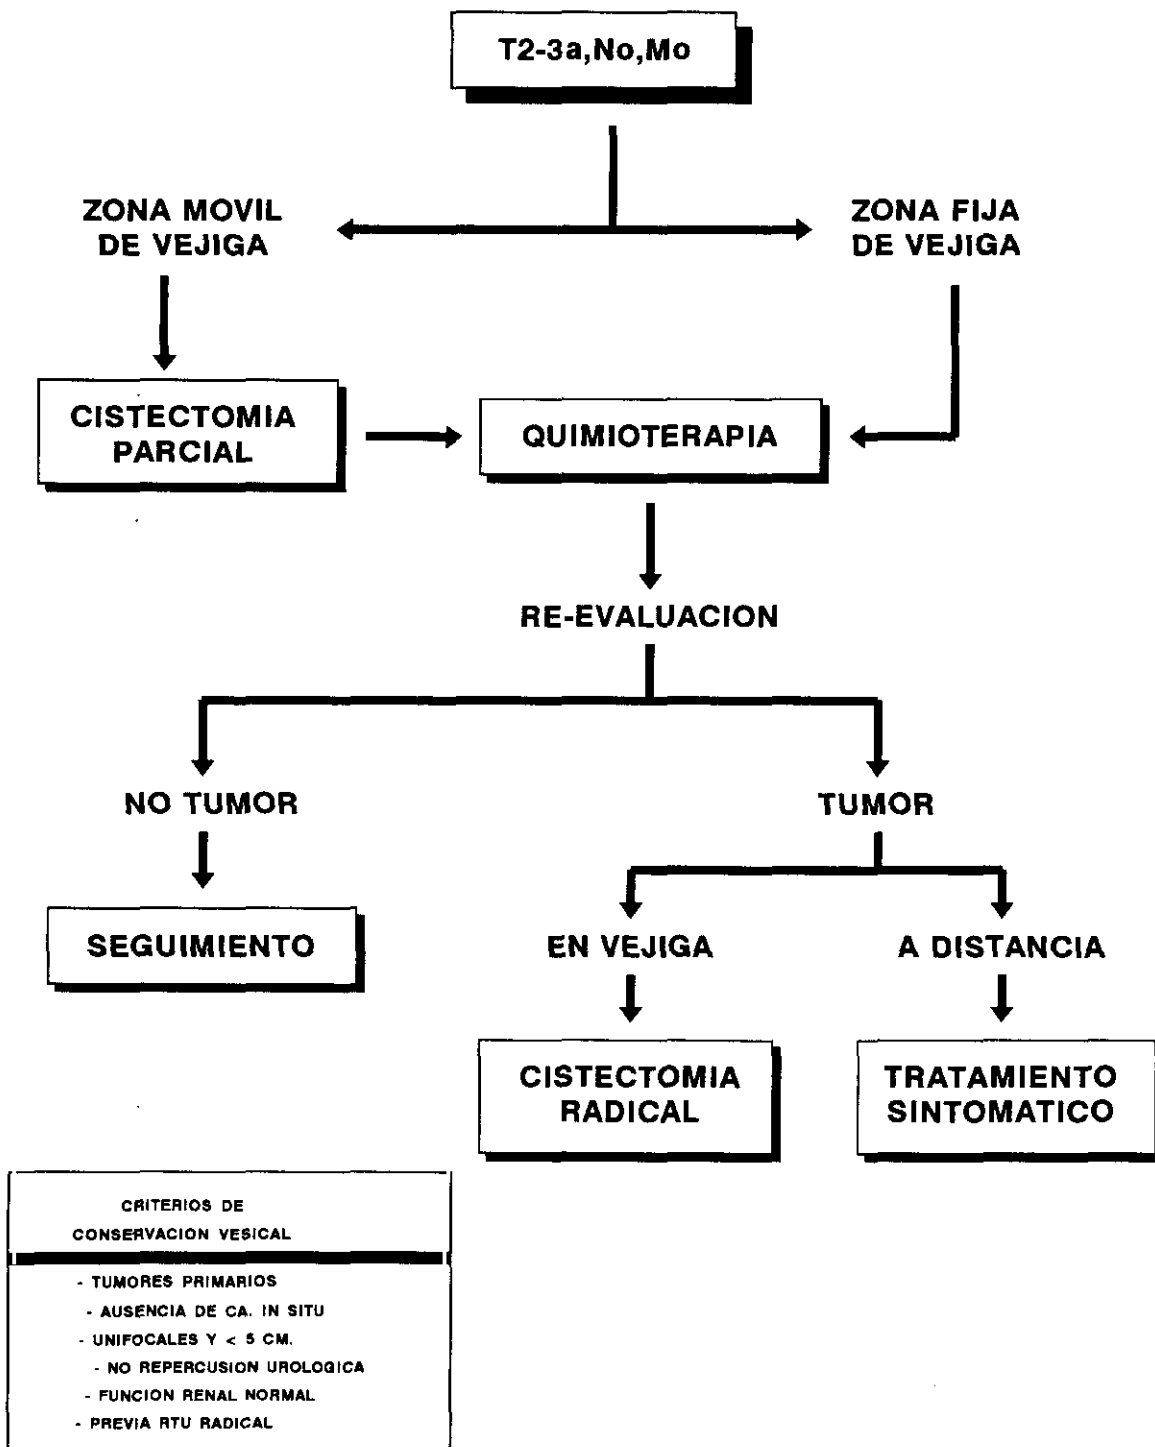 T2-3a,No,Mo
ZONA MOVIL
DE VEJIGA
ZONA FIJA
DE VEJIGA
CISTECTOMIA
PARCIAL
QUIMIOTERAPIA
RE-EVALUACION
NO TUMOR
TUMOR
SEGUIMIENTO
EN VEJIGA
A DISTANCIA
CISTECTOMIA
RADICAL
TRATAMIENTO
SINTOMATICO
CRITERIOS DE
CONSERVACION VESICAL
- TUMORES PRIMARIOS
- AUSENCIA DE CA. IN SITU
- UNIFOCALES Y < 5 CM.
- NO REPERCUSION UROLOGICA
- FUNCION RENAL NORMAL
- PREVIA RTU RADICAL